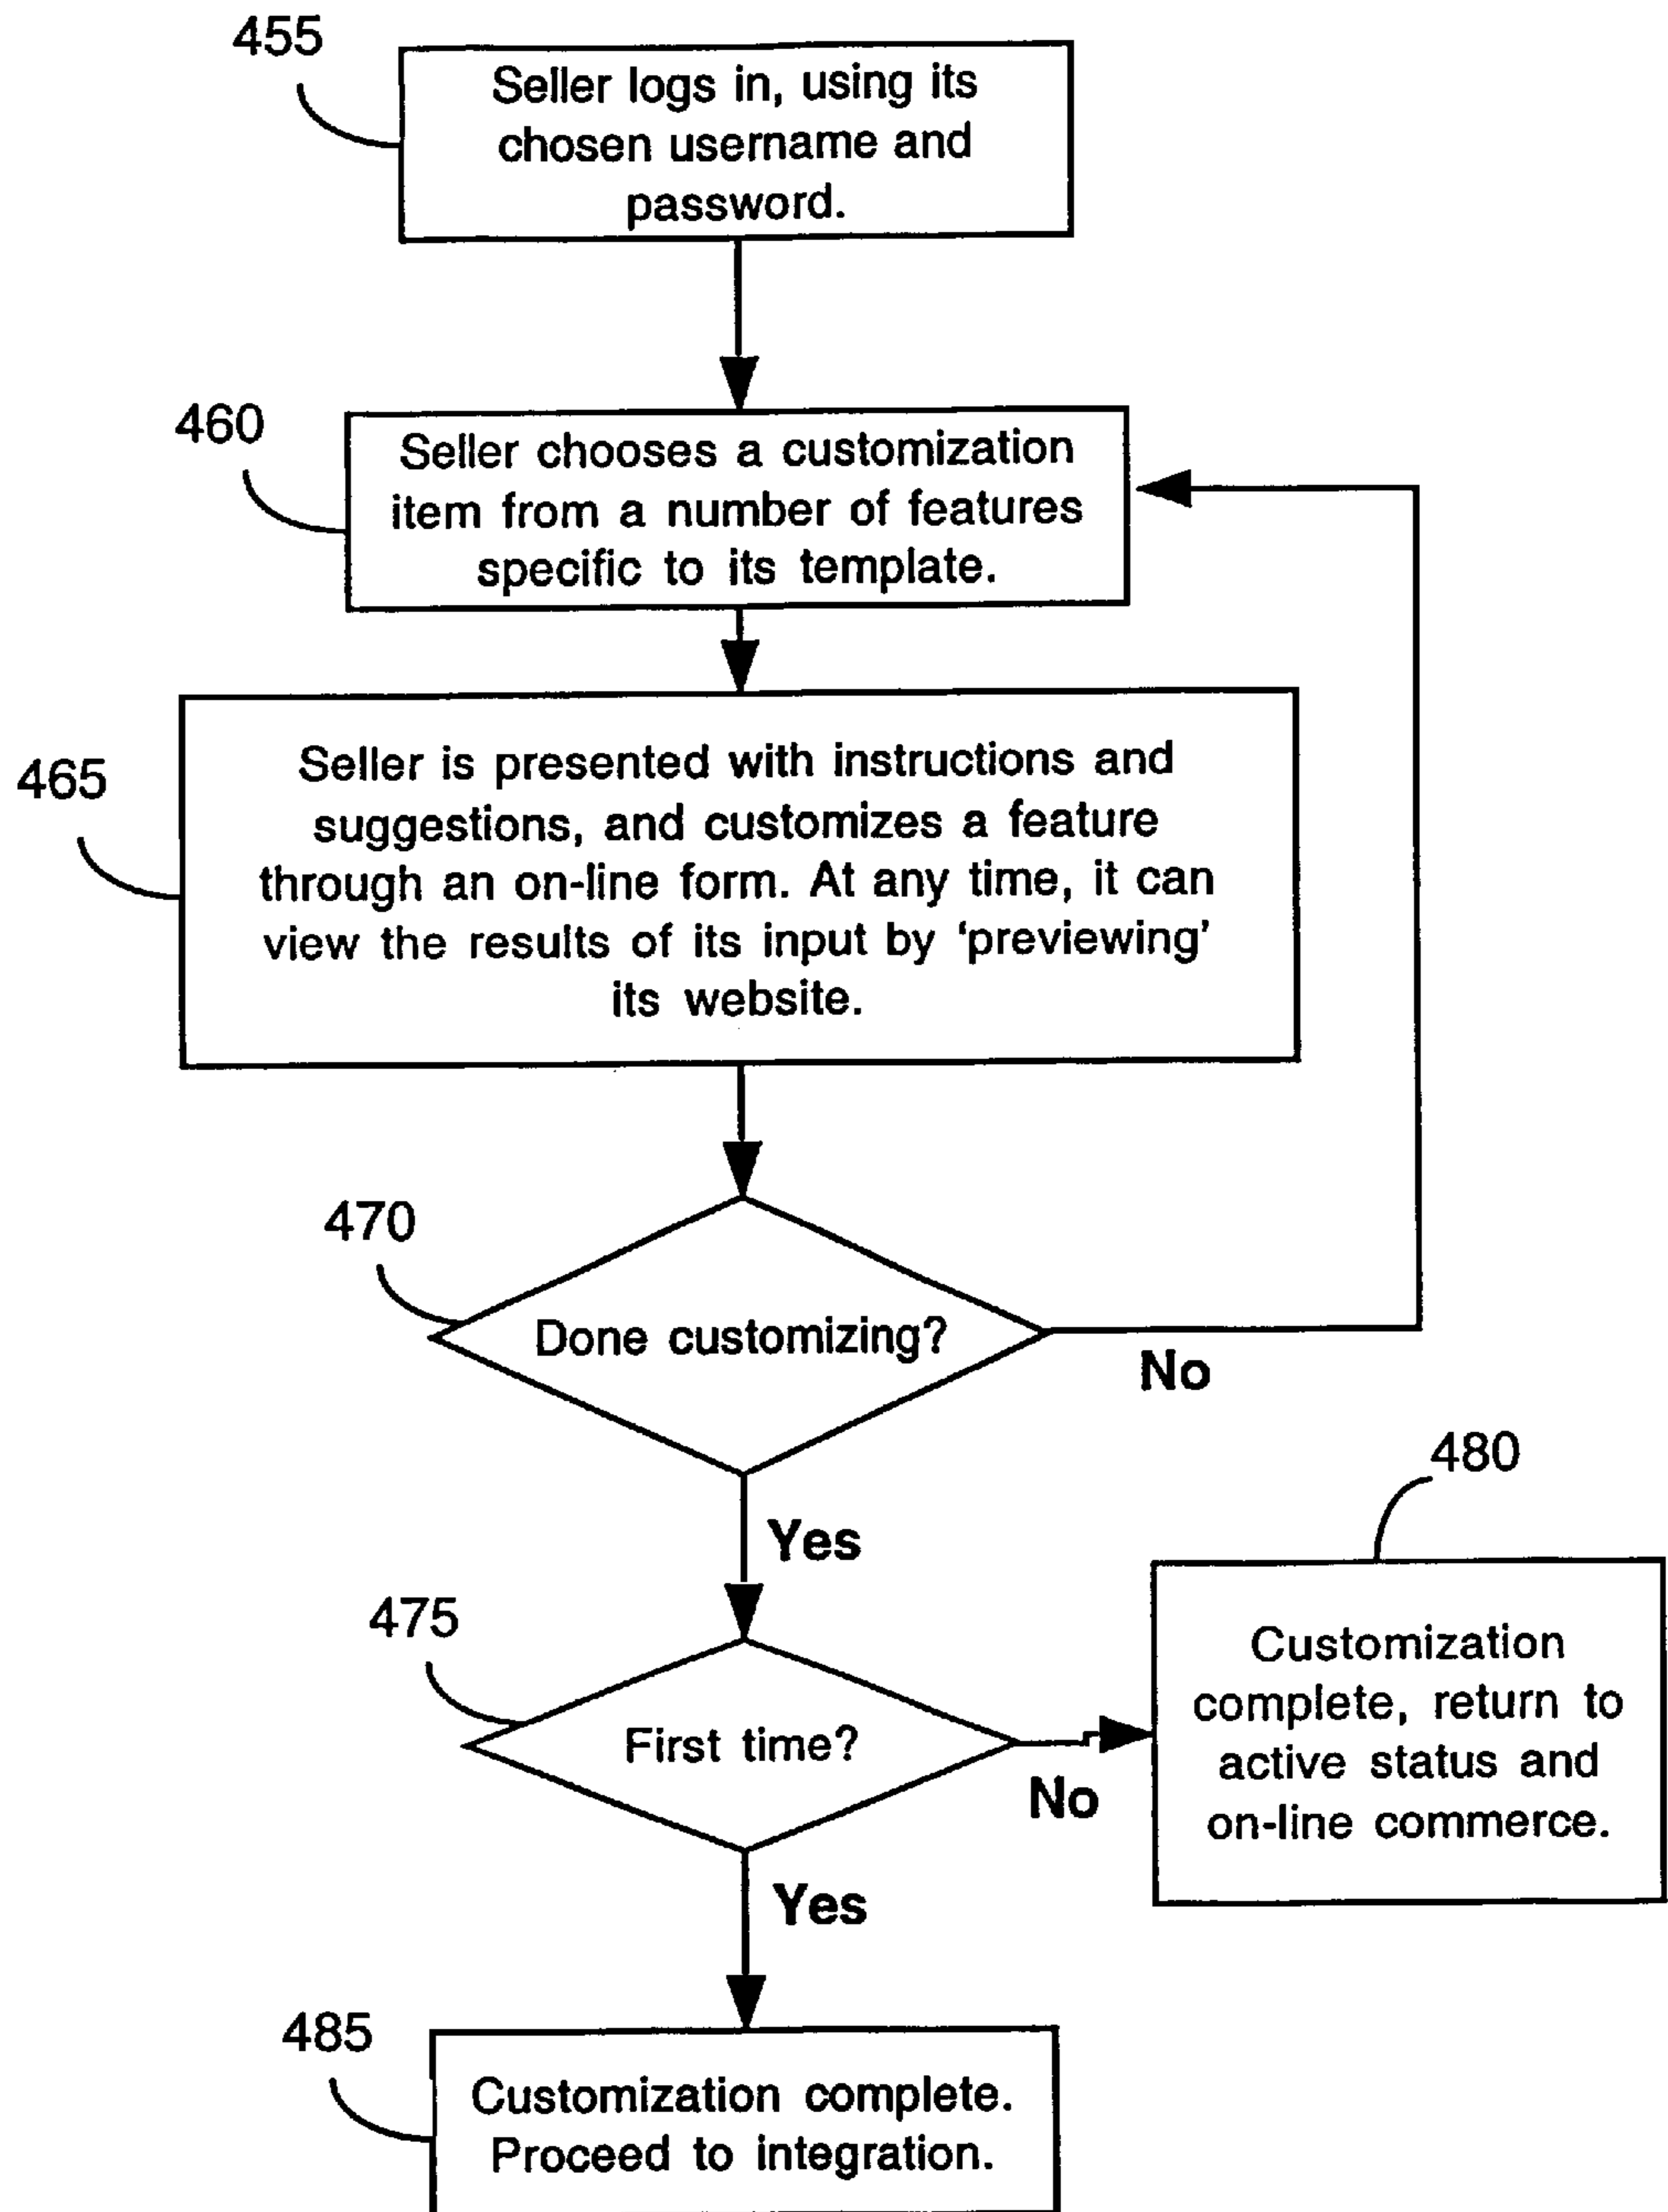 455
Seller logs in, using its
chosen username and
password.
460
Seller chooses a customization
item from a number of features
specific to its template.
465
Seller is presented with instructions and
suggestions, and customizes a feature
through an on-line form. At any time, it can
view the results of its input by ‘previewing’
its website.
470
Done customizing?
No
Yes
480
Customization
complete, return to
active status and
on-line commerce.
475
First time?
No
Yes
485
Customization complete.
Proceed to integration.